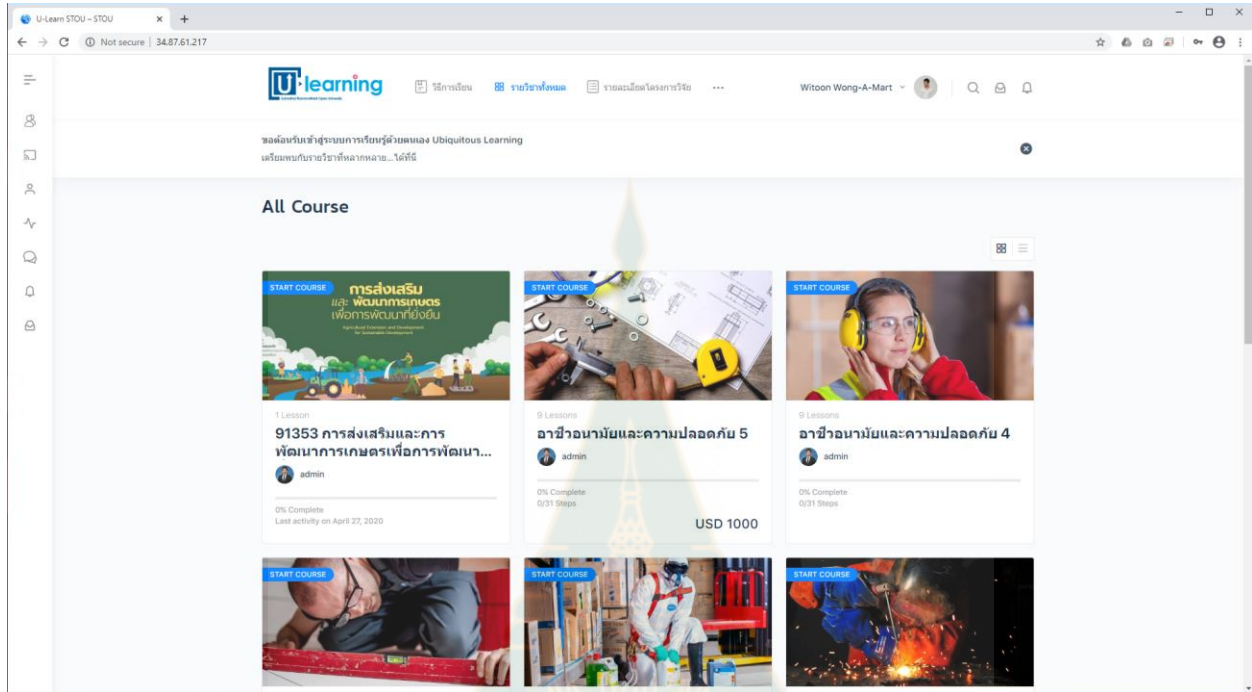 U-Learn STOU – STOU
Not secure | 34.87.61.217
U-learning
วิธีการเรียน
รายวิชาทั้งหมด
รายละเอียดโครงการวิจัย
Witoon Wong-A-Mart
ขอต้อนรับเข้าสู่ระบบการเรียนรู้ด้วยตนเอง Ubiquitous Learning
เตรียมพบกับรายวิชาที่หลากหลาย...ได้ที่นี่
All Course
START COURSE
การส่งเสริม
และ พัฒนาการเกษตร
เพื่อการพัฒนาที่ยั่งยืน
Agricultural Extension and Development
for Sustainable Development
1 Lesson
91353 การส่งเสริมและการ
พัฒนาการเกษตรเพื่อการพัฒนา...
admin
0% Complete
Last activity on April 27, 2020
START COURSE
9 Lessons
อาชีวอนามัยและความปลอดภัย 5
admin
0% Complete
0/31 Steps
USD 1000
START COURSE
9 Lessons
อาชีวอนามัยและความปลอดภัย 4
admin
0% Complete
0/31 Steps
START COURSE
START COURSE
START COURSE